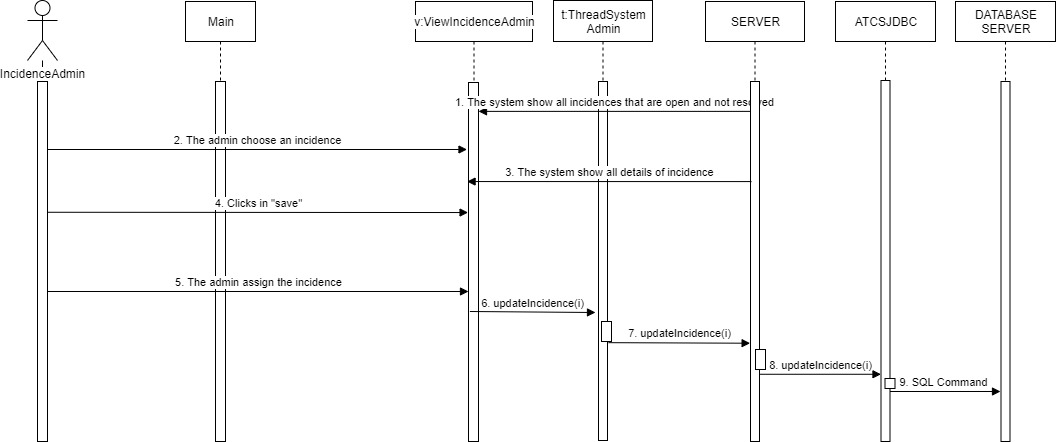 Main
v:ViewIncidenceAdmin
t:ThreadSystem
Admin
SERVER
ATCSJDBC
DATABASE
SERVER
IncidenceAdmin
1. The system show all incidences that are open and not resolved
2. The admin choose an incidence
3. The system show all details of incidence
4. Clicks in "save"
5. The admin assign the incidence
6. updateIncidence(i)
7. updateIncidence(i)
8. updateIncidence(i)
9. SQL Command